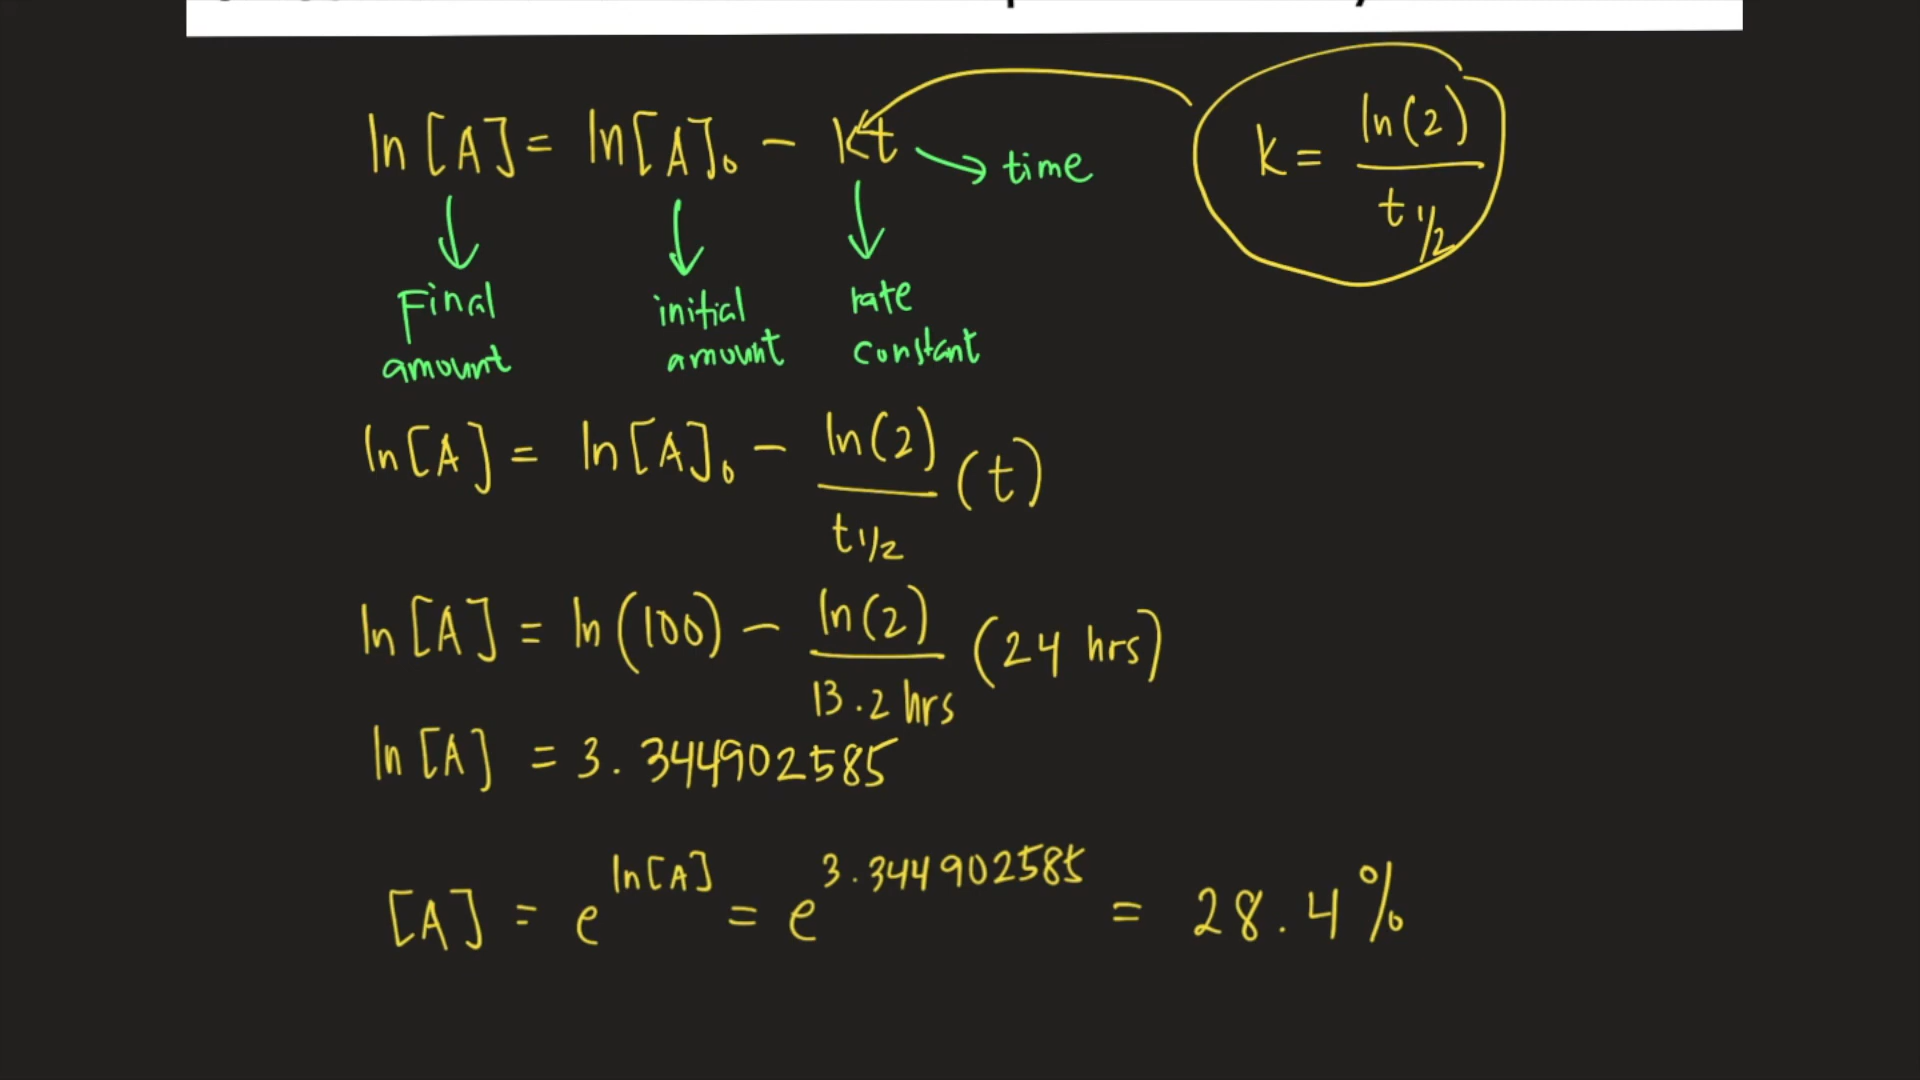 ln[A] = ln[A]₀ − kt → time
k = ln(2) / t 1/2
Final amount
initial amount
rate constant
ln[A] = ln[A]₀ − ln(2) / t 1/2 (t)
ln[A] = ln(100) − ln(2) / 13.2 hrs (24 hrs)
ln[A] = 3.344902585
[A] = e^ln[A] = e^3.344902585 = 28.4%